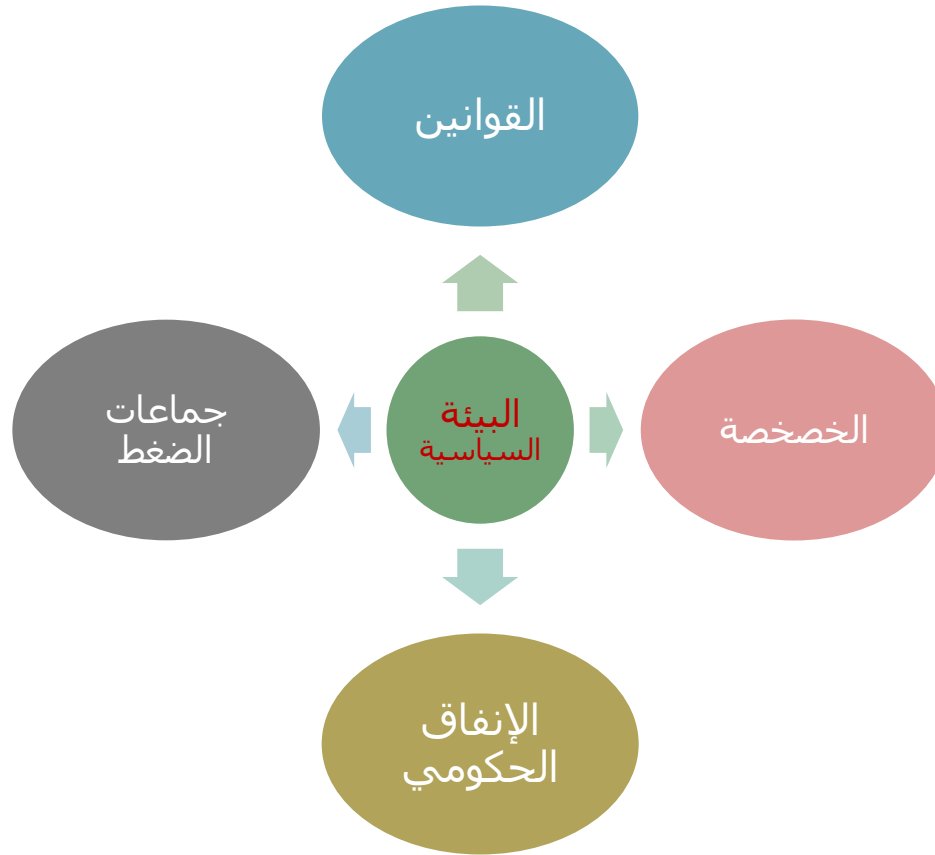 القوانين
البيئة
السياسية
الخصخصة
جماعات
الضغط
الإنفاق
الحكومي